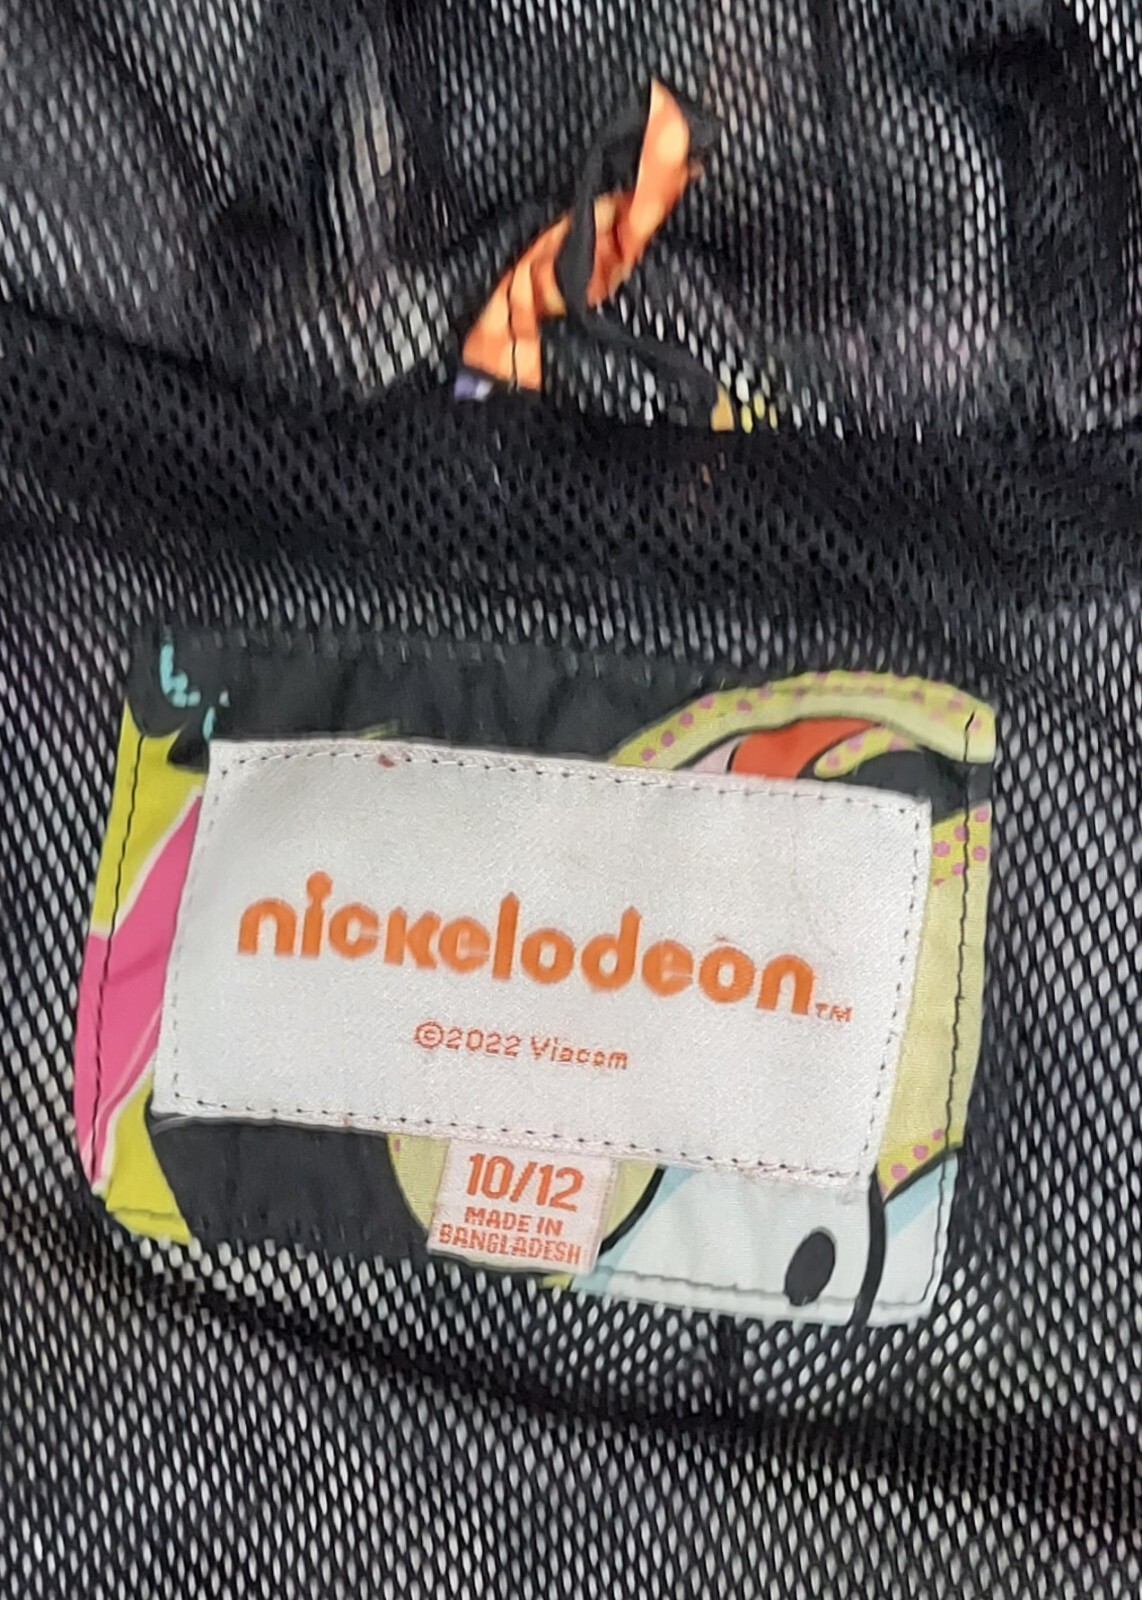 nickelodeon™
©2022 Viacom
10/12
MADE IN
BANGLADESH